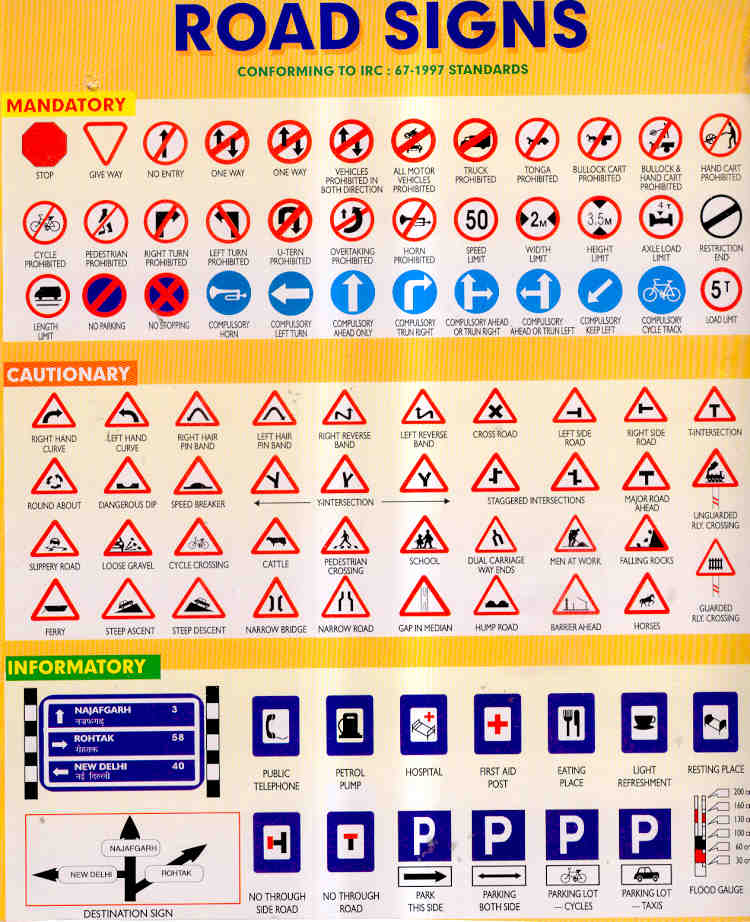 ROAD SIGNS
CONFORMING TO IRC : 67-1997 STANDARDS
MANDATORY
STOP
GIVE WAY
NO ENTRY
ONE WAY
ONE WAY
VEHICLES
PROHIBITED IN
BOTH DIRECTION
ALL MOTOR
VEHICLES
PROHIBITED
TRUCK
PROHIBITED
TONGA
PROHIBITED
BULLOCK CART
PROHIBITED
BULLOCK &
HAND CART
PROHIBITED
HAND CART
PROHIBITED
CYCLE
PROHIBITED
PEDESTRIAN
PROHIBITED
RIGHT TURN
PROHIBITED
LEFT TURN
PROHIBITED
U-TERN
PROHIBITED
OVERTAKING
PROHIBITED
HORN
PROHIBITED
50
SPEED
LIMIT
2M
WIDTH
LIMIT
3.5M
HEIGHT
LIMIT
4 T
AXLE LOAD
LIMIT
RESTRICTION
END
LENGTH
LIMIT
NO PARKING
NO STOPPING
COMPULSORY
HORN
COMPULSORY
LEFT TURN
COMPULSORY
AHEAD ONLY
COMPULSORY
TRUN RIGHT
COMPULSORY AHEAD
OR TRUN RIGHT
COMPULSORY
AHEAD OR TRUN LEFT
COMPULSORY
KEEP LEFT
COMPULSORY
CYCLE TRACK
5T
LOAD LIMIT
CAUTIONARY
RIGHT HAND
CURVE
LEFT HAND
CURVE
RIGHT HAIR
PIN BAND
LEFT HAIR
PIN BAND
RIGHT REVERSE
BAND
LEFT REVERSE
BAND
CROSS ROAD
LEFT SIDE
ROAD
RIGHT SIDE
ROAD
T-INTERSECTION
ROUND ABOUT
DANGEROUS DIP
SPEED BREAKER
Y-INTERSECTION
STAGGERED INTERSECTIONS
MAJOR ROAD
AHEAD
UNGUARDED
RLY. CROSSING
SLIPPERY ROAD
LOOSE GRAVEL
CYCLE CROSSING
CATTLE
PEDESTRIAN
CROSSING
SCHOOL
DUAL CARRIAGE
WAY ENDS
MEN AT WORK
FALLING ROCKS
GUARDED
RLY. CROSSING
FERRY
STEEP ASCENT
STEEP DESCENT
NARROW BRIDGE
NARROW ROAD
GAP IN MEDIAN
HUMP ROAD
BARRIER AHEAD
HORSES
INFORMATORY
NAJAFGARH 3
नजफगढ़
ROHTAK 58
रोहतक
NEW DELHI 40
नई दिल्ली
PUBLIC
TELEPHONE
PETROL
PUMP
HOSPITAL
FIRST AID
POST
EATING
PLACE
LIGHT
REFRESHMENT
RESTING PLACE
NAJAFGARH
NEW DELHI
ROHTAK
DESTINATION SIGN
NO THROUGH
SIDE ROAD
NO THROUGH
ROAD
P
PARK
THIS SIDE
P
PARKING
BOTH SIDE
P
PARKING LOT
— CYCLES
P
PARKING LOT
— TAXIS
200 cm
160 cm
130 cm
100 cm
60 cm
30 cm
FLOOD GAUGE